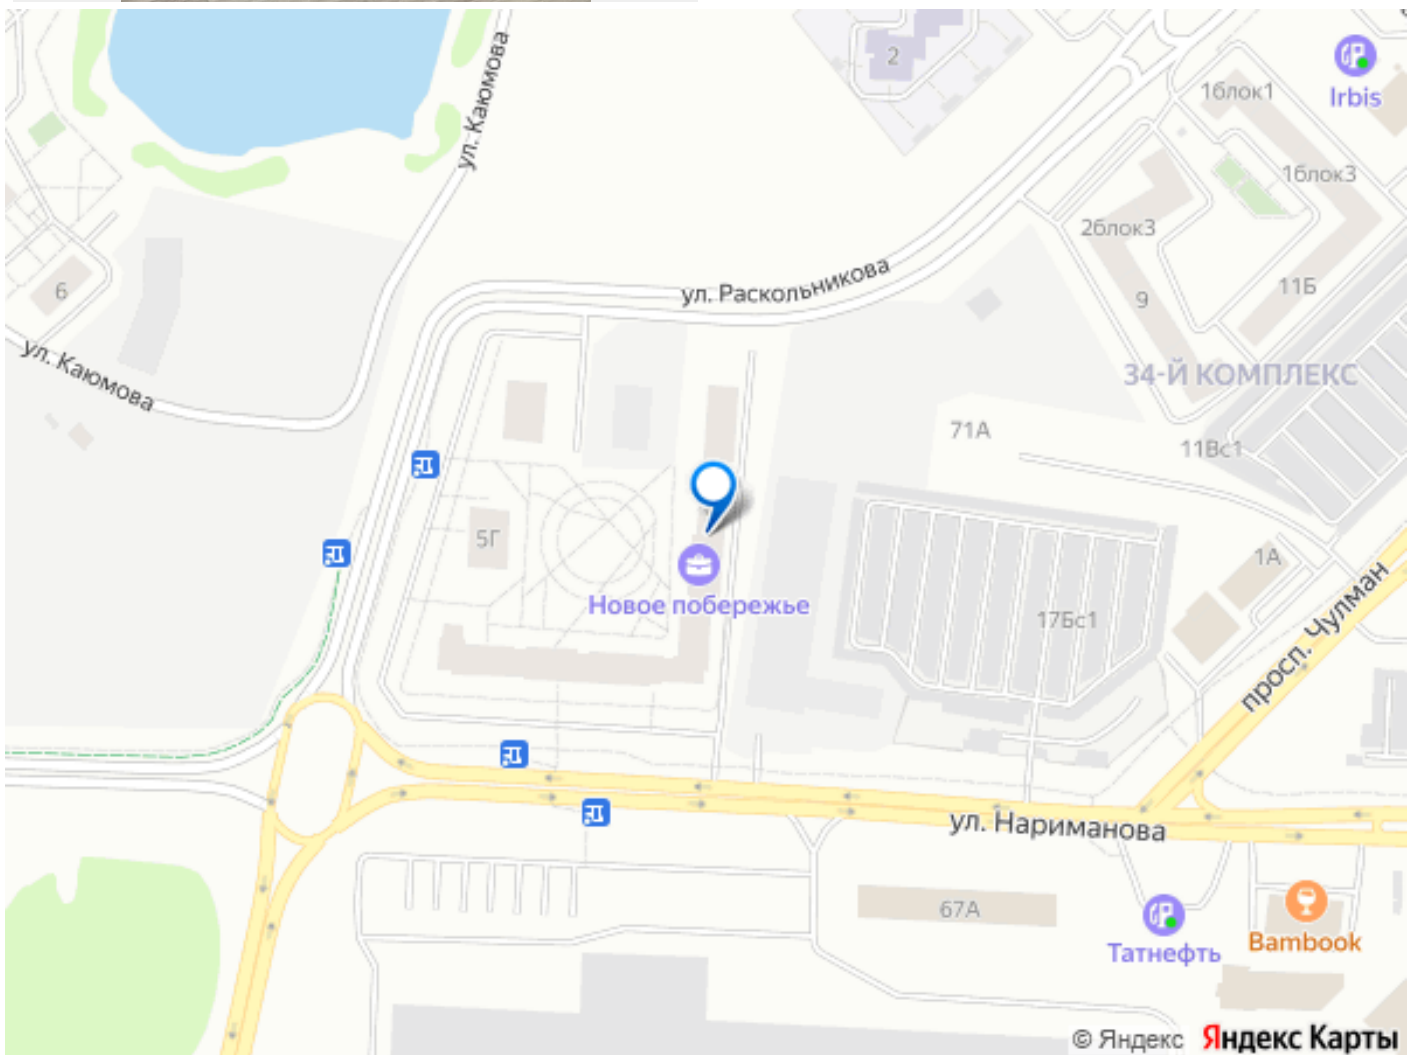 ул. Каюмова
2
Irbis
1блок1
1блок3
2блок3
ул. Раскольникова
6
9
11Б
ул. Каюмова
34-Й КОМПЛЕКС
71А
11Вс1
5Г
1А
Новое побережье
17Бс1
просп. Чулман
ул. Нариманова
67А
Татнефть
Bambook
© Яндекс Яндекс Карты